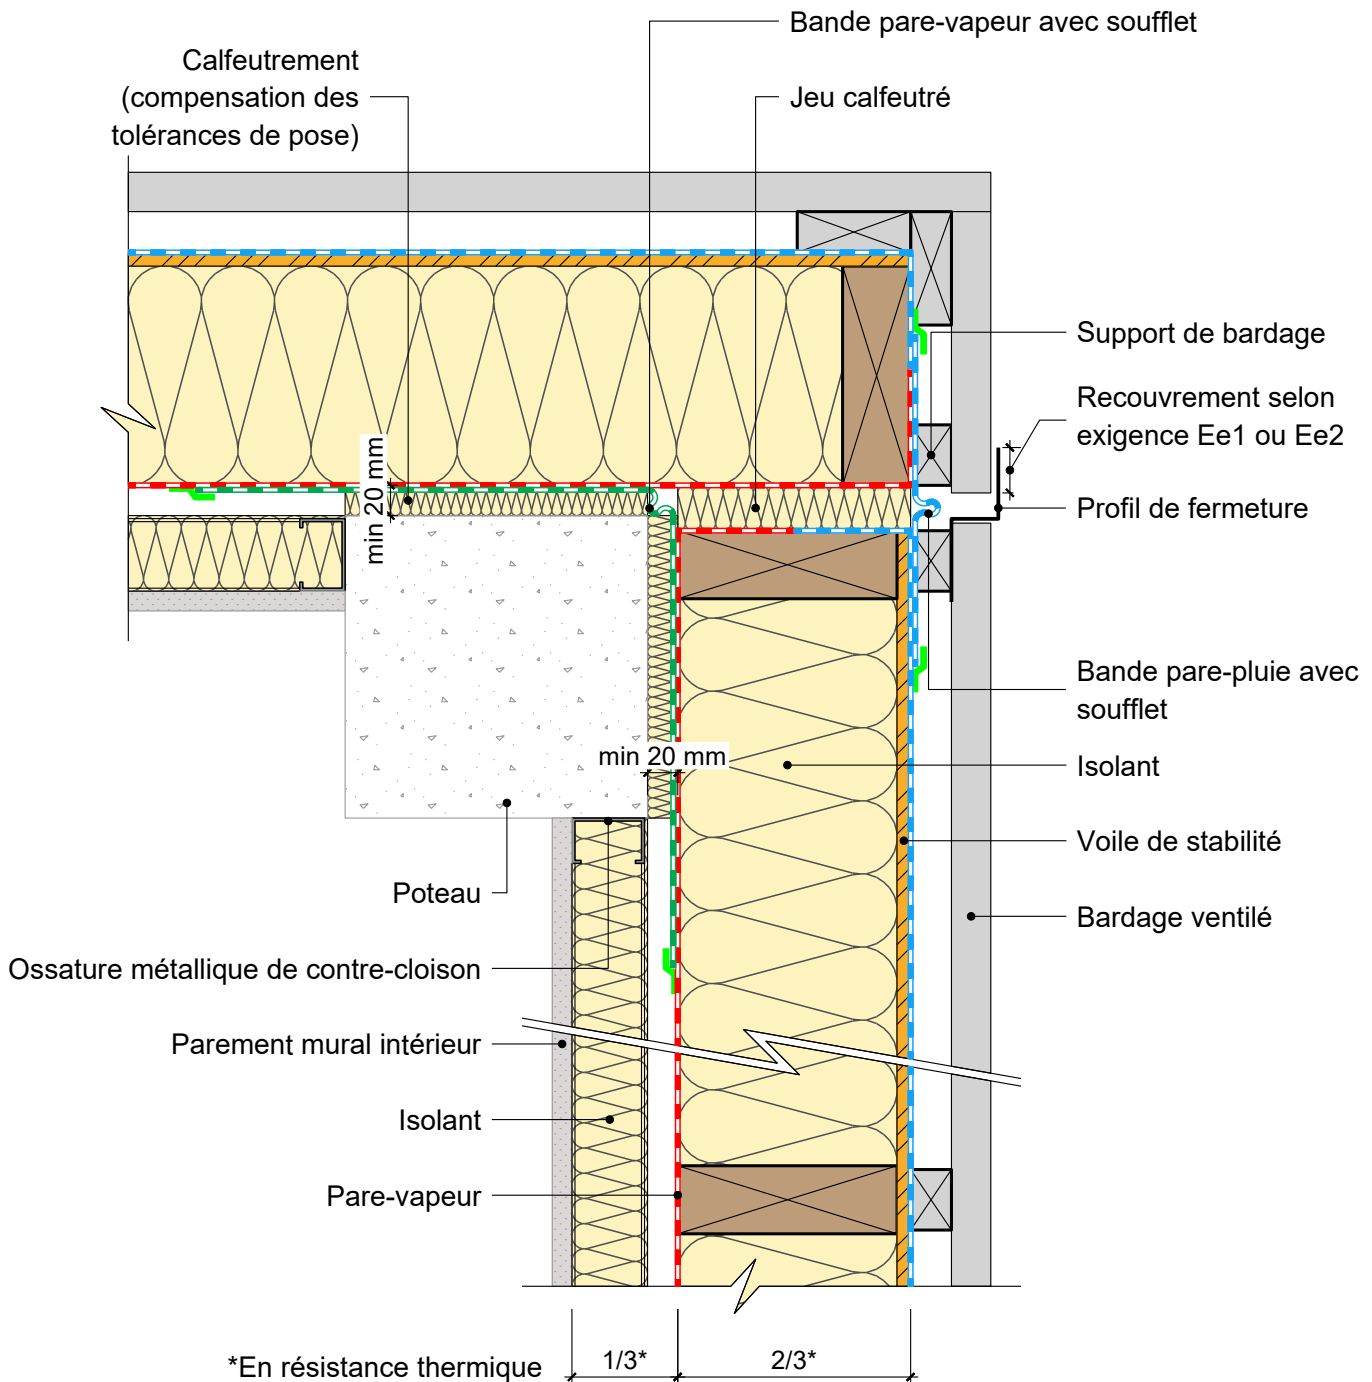 Bande pare-vapeur avec soufflet
Calfeutrement
(compensation des
tolérances de pose)
Jeu calfeutré
Support de bardage
Recouvrement selon
exigence Ee1 ou Ee2
Profil de fermeture
min 20 mm
Bande pare-pluie avec
soufflet
min 20 mm
Isolant
Voile de stabilité
Poteau
Bardage ventilé
Ossature métallique de contre-cloison
Parement mural intérieur
Isolant
Pare-vapeur
*En résistance thermique
1/3*
2/3*